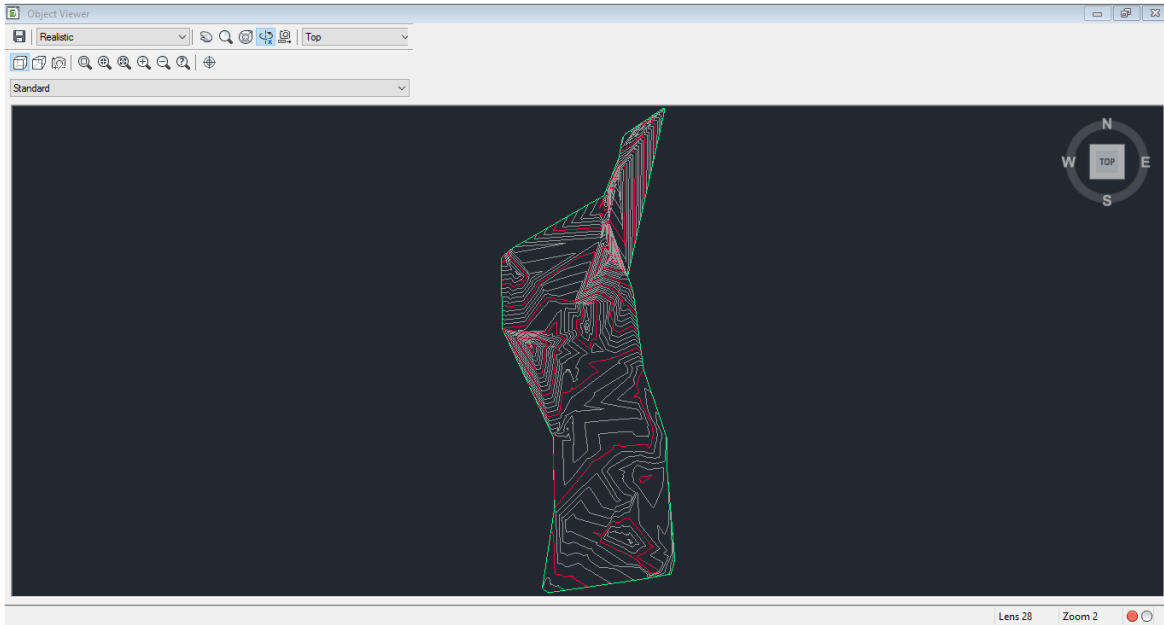 Object Viewer
Realistic Top
Standard
N
W TOP E
S
Lens 28 Zoom 2